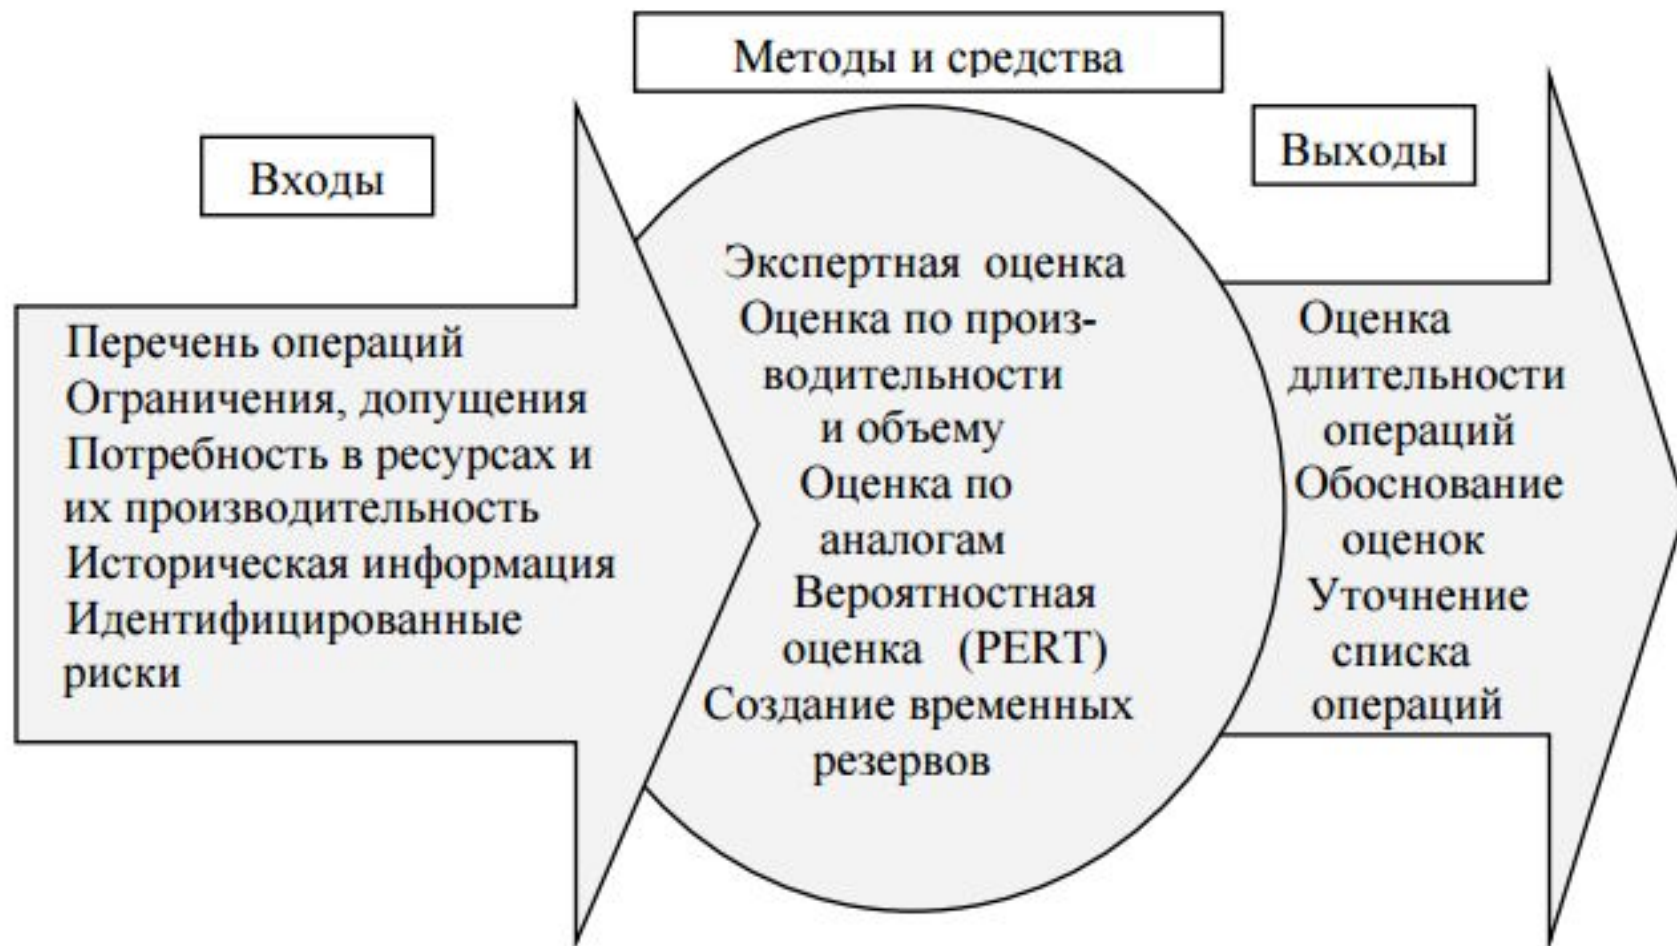 Методы и средства
Входы
Выходы
Перечень операций
Ограничения, допущения
Потребность в ресурсах и
их производительность
Историческая информация
Идентифицированные
риски
Экспертная оценка
Оценка по произ-
водительности
и объему
Оценка по
аналогам
Вероятностная
оценка (PERT)
Создание временных
резервов
Оценка
длительности
операций
Обоснование
оценок
Уточнение
списка
операций